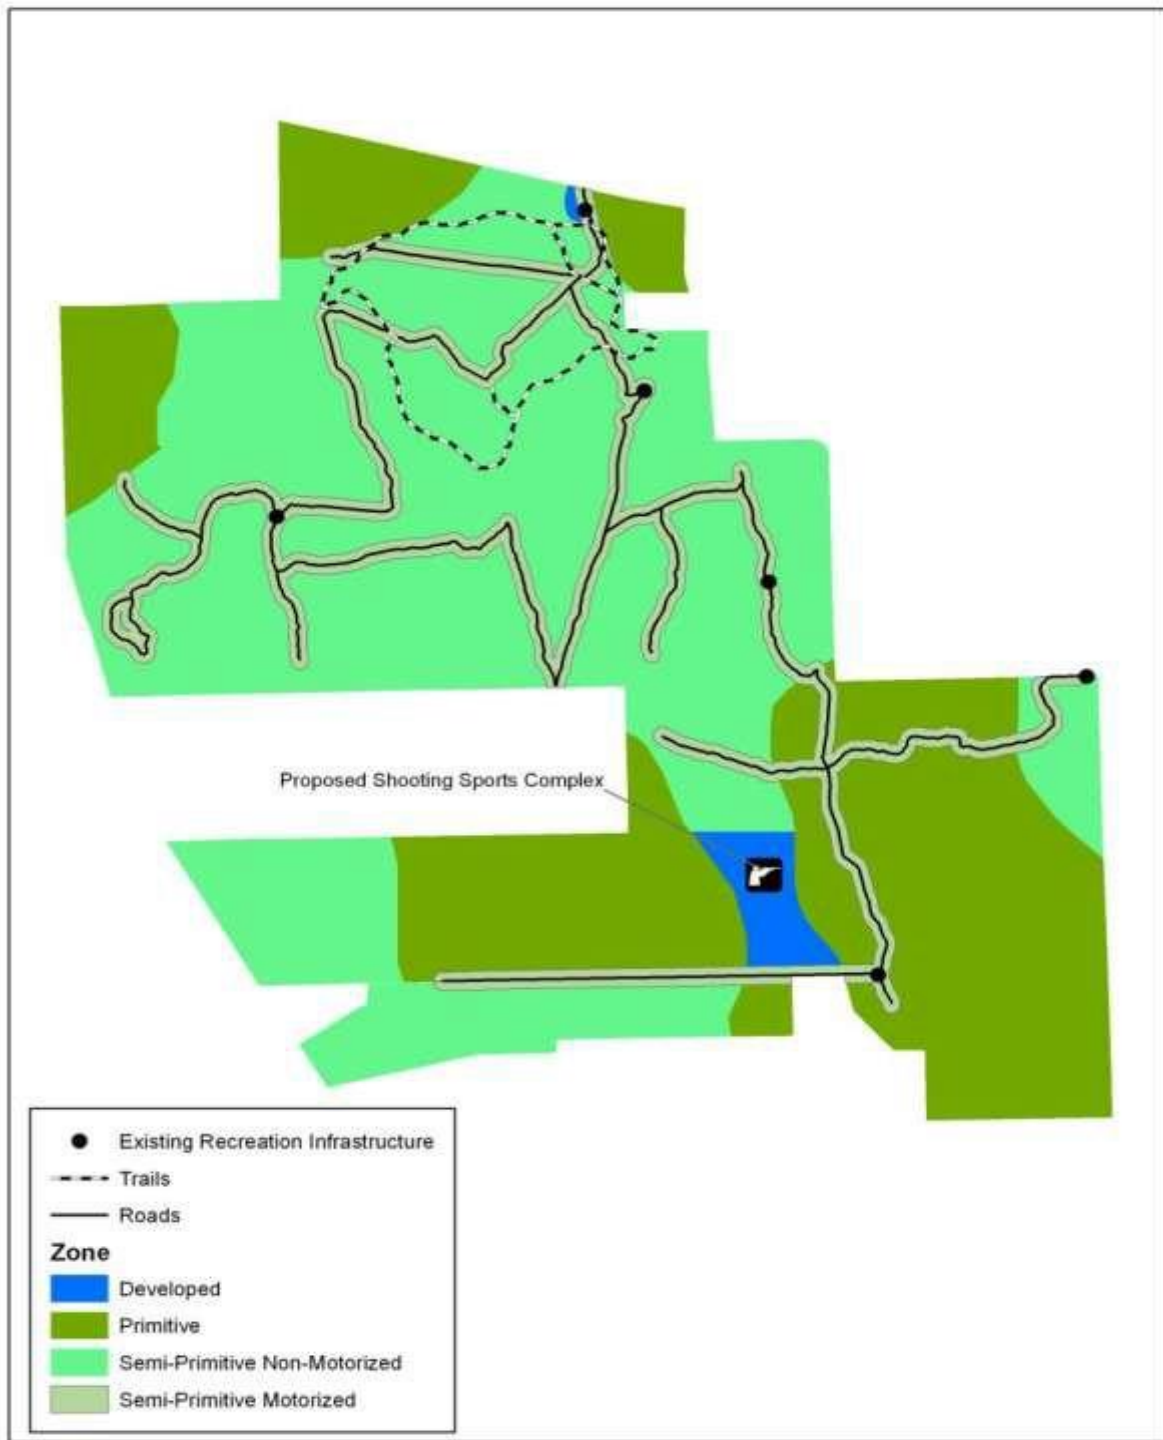 Proposed Shooting Sports Complex
Existing Recreation Infrastructure
Trails
Roads
Zone
Developed
Primitive
Semi-Primitive Non-Motorized
Semi-Primitive Motorized